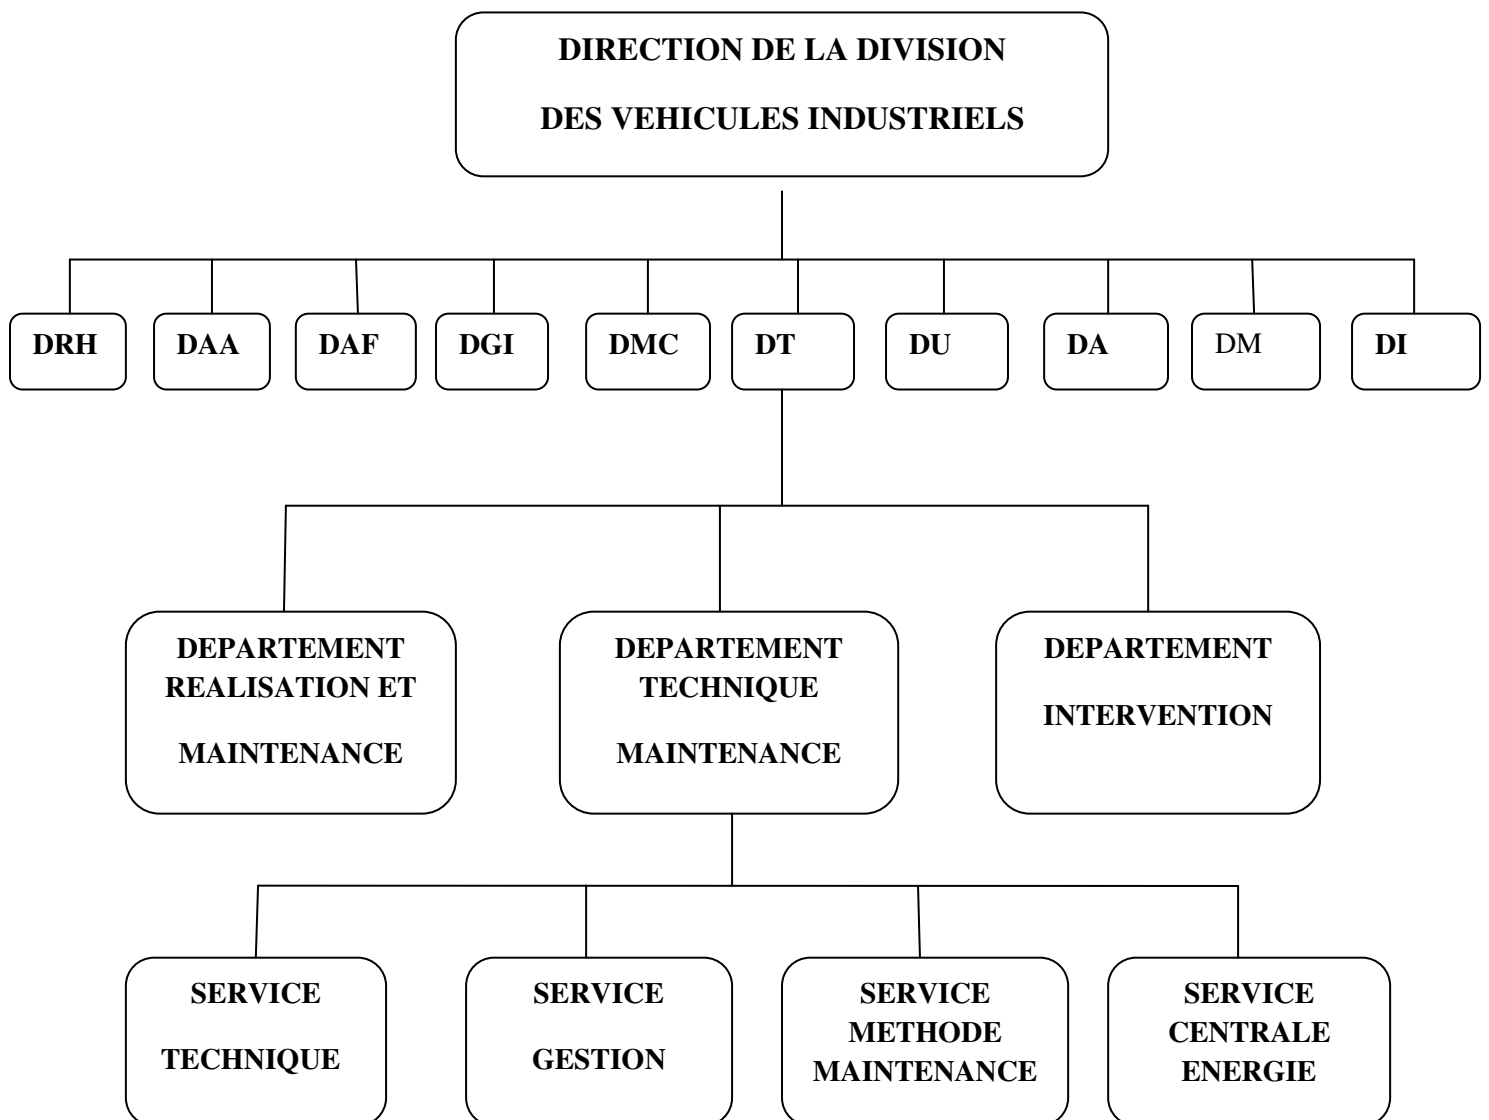 DIRECTION DE LA DIVISION
DES VEHICULES INDUSTRIELS
DRH
DAA
DAF
DGI
DMC
DT
DU
DA
DM
DI
DEPARTEMENT
REALISATION ET
MAINTENANCE
DEPARTEMENT
TECHNIQUE
MAINTENANCE
DEPARTEMENT
INTERVENTION
SERVICE
TECHNIQUE
SERVICE
GESTION
SERVICE
METHODE
MAINTENANCE
SERVICE
CENTRALE
ENERGIE